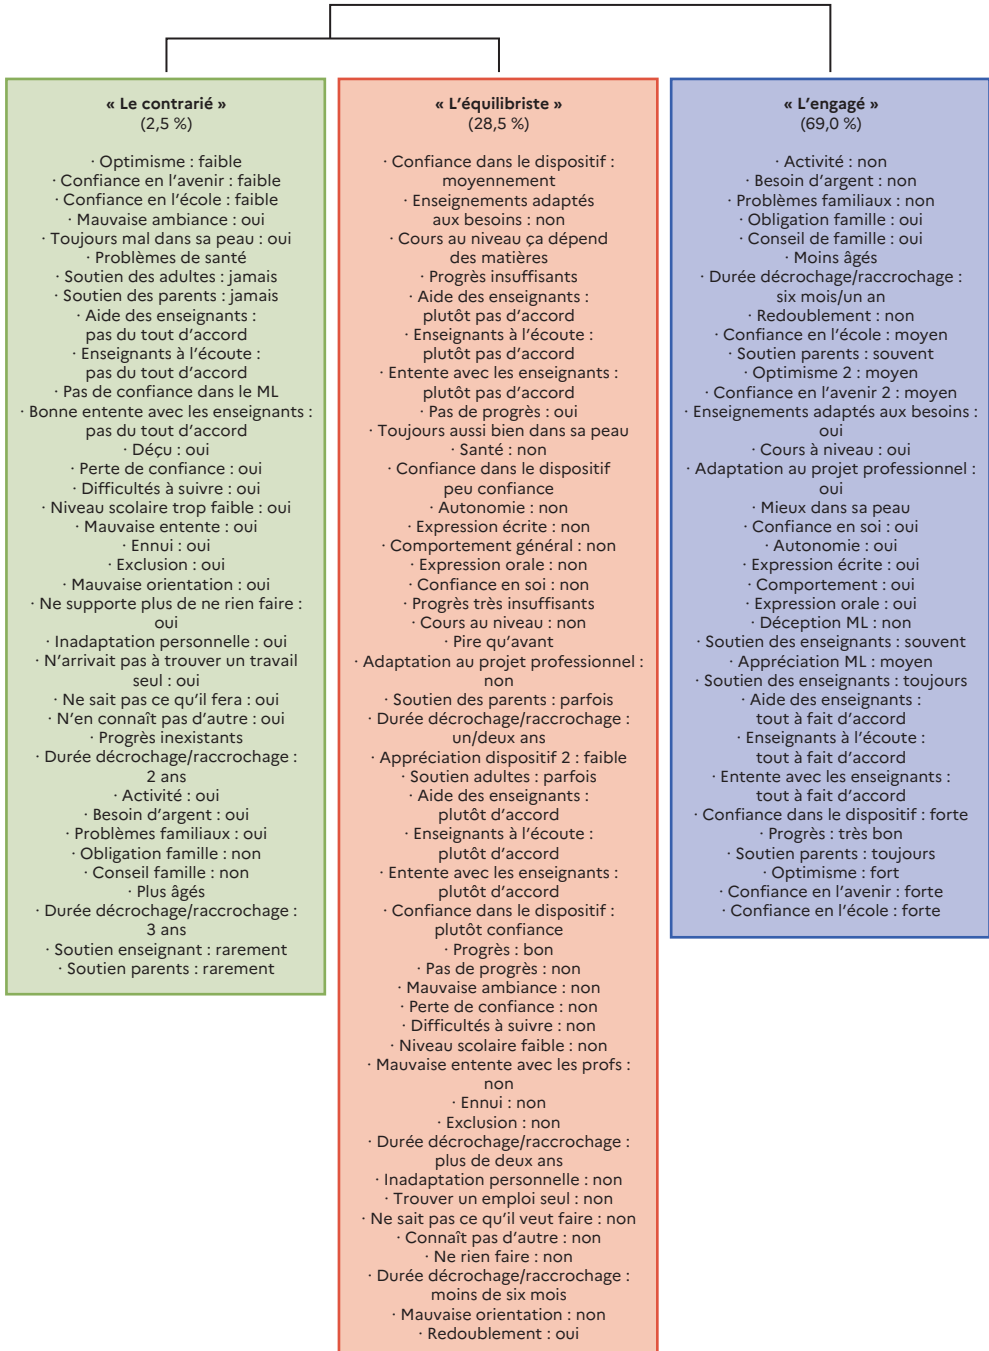 « Le contrarié »
(2,5 %)
· Optimisme : faible
· Confiance en l'avenir : faible
· Confiance en l'école : faible
· Mauvaise ambiance : oui
· Toujours mal dans sa peau : oui
· Problèmes de santé
· Soutien des adultes : jamais
· Soutien des parents : jamais
· Aide des enseignants :
pas du tout d'accord
· Enseignants à l'écoute :
pas du tout d'accord
· Pas de confiance dans le ML
· Bonne entente avec les enseignants :
pas du tout d'accord
· Déçu : oui
· Perte de confiance : oui
· Difficultés à suivre : oui
· Niveau scolaire trop faible : oui
· Mauvaise entente : oui
· Ennui : oui
· Exclusion : oui
· Mauvaise orientation : oui
· Ne supporte plus de ne rien faire :
oui
· Inadaptation personnelle : oui
· N'arrivait pas à trouver un travail
seul : oui
· Ne sait pas ce qu'il fera : oui
· N'en connaît pas d'autre : oui
· Progrès inexistants
· Durée décrochage/raccrochage :
2 ans
· Activité : oui
· Besoin d'argent : oui
· Problèmes familiaux : oui
· Obligation famille : non
· Conseil famille : non
· Plus âgés
· Durée décrochage/raccrochage :
3 ans
· Soutien enseignant : rarement
· Soutien parents : rarement
« L'équilibriste »
(28,5 %)
· Confiance dans le dispositif :
moyennement
· Enseignements adaptés
aux besoins : non
· Cours au niveau ça dépend
des matières
· Progrès insuffisants
· Aide des enseignants :
plutôt pas d'accord
· Enseignants à l'écoute :
plutôt pas d'accord
· Entente avec les enseignants :
plutôt pas d'accord
· Pas de progrès : oui
· Toujours aussi bien dans sa peau
· Santé : non
· Confiance dans le dispositif
peu confiance
· Autonomie : non
· Expression écrite : non
· Comportement général : non
· Expression orale : non
· Confiance en soi : non
· Progrès très insuffisants
· Cours au niveau : non
· Pire qu'avant
· Adaptation au projet professionnel :
non
· Soutien des parents : parfois
· Durée décrochage/raccrochage :
un/deux ans
· Appréciation dispositif 2 : faible
· Soutien adultes : parfois
· Aide des enseignants :
plutôt d'accord
· Enseignants à l'écoute :
plutôt d'accord
· Entente avec les enseignants :
plutôt d'accord
· Confiance dans le dispositif :
plutôt confiance
· Progrès : bon
· Pas de progrès : non
· Mauvaise ambiance : non
· Perte de confiance : non
· Difficultés à suivre : non
· Niveau scolaire faible : non
· Mauvaise entente avec les profs :
non
· Ennui : non
· Exclusion : non
· Durée décrochage/raccrochage :
plus de deux ans
· Inadaptation personnelle : non
· Trouver un emploi seul : non
· Ne sait pas ce qu'il veut faire : non
· Connaît pas d'autre : non
· Ne rien faire : non
· Durée décrochage/raccrochage :
moins de six mois
· Mauvaise orientation : non
· Redoublement : oui
« L'engagé »
(69,0 %)
· Activité : non
· Besoin d'argent : non
· Problèmes familiaux : non
· Obligation famille : oui
· Conseil de famille : oui
· Moins âgés
· Durée décrochage/raccrochage :
six mois/un an
· Redoublement : non
· Confiance en l'école : moyen
· Soutien parents : souvent
· Optimisme 2 : moyen
· Confiance en l'avenir 2 : moyen
· Enseignements adaptés aux besoins :
oui
· Cours à niveau : oui
· Adaptation au projet professionnel :
oui
· Mieux dans sa peau
· Confiance en soi : oui
· Autonomie : oui
· Expression écrite : oui
· Comportement : oui
· Expression orale : oui
· Déception ML : non
· Soutien des enseignants : souvent
· Appréciation ML : moyen
· Soutien des enseignants : toujours
· Aide des enseignants :
tout à fait d'accord
· Enseignants à l'écoute :
tout à fait d'accord
· Entente avec les enseignants :
tout à fait d'accord
· Confiance dans le dispositif : forte
· Progrès : très bon
· Soutien parents : toujours
· Optimisme : fort
· Confiance en l'avenir : forte
· Confiance en l'école : forte